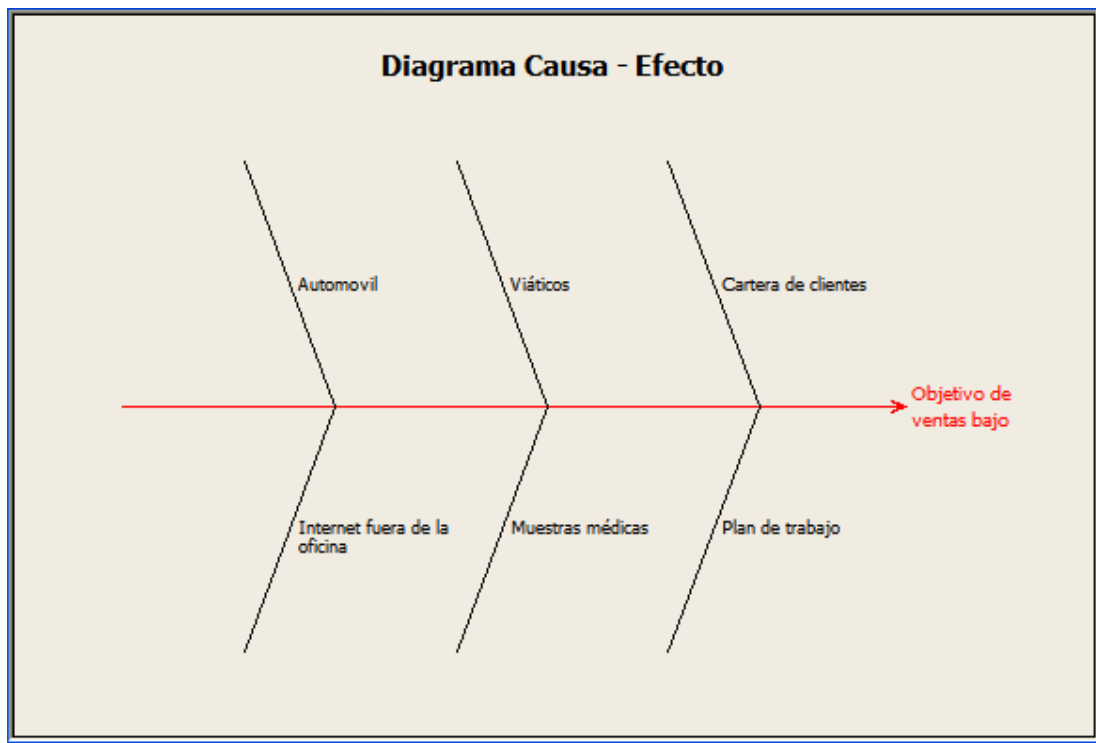 Diagrama Causa - Efecto
Automovil
Viáticos
Cartera de clientes
Objetivo de
ventas bajo
Internet fuera de la
oficina
Muestras médicas
Plan de trabajo